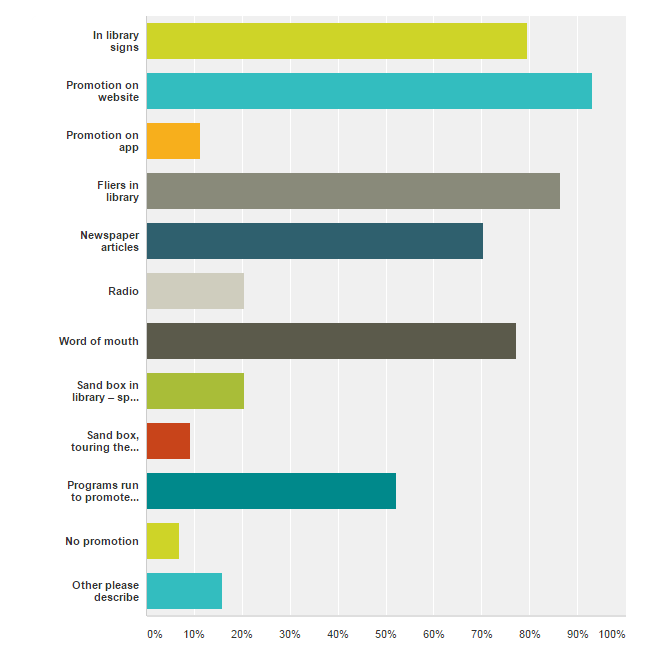 In library
signs
Promotion on
website
Promotion on
app
Fliers in
library
Newspaper
articles
Radio
Word of mouth
Sand box in
library – sp...
Sand box,
touring the...
Programs run
to promote...
No promotion
Other please
describe
0% 10% 20% 30% 40% 50% 60% 70% 80% 90% 100%